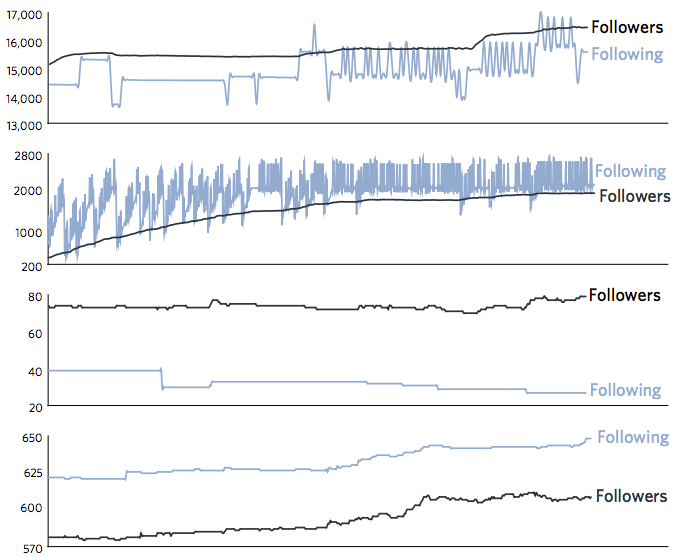 17,000
Followers
16,000
Following
15,000
14,000
13,000
2800
Following
2000
Followers
1000
200
80
Followers
60
40
Following
20
650
Following
625
Followers
600
570